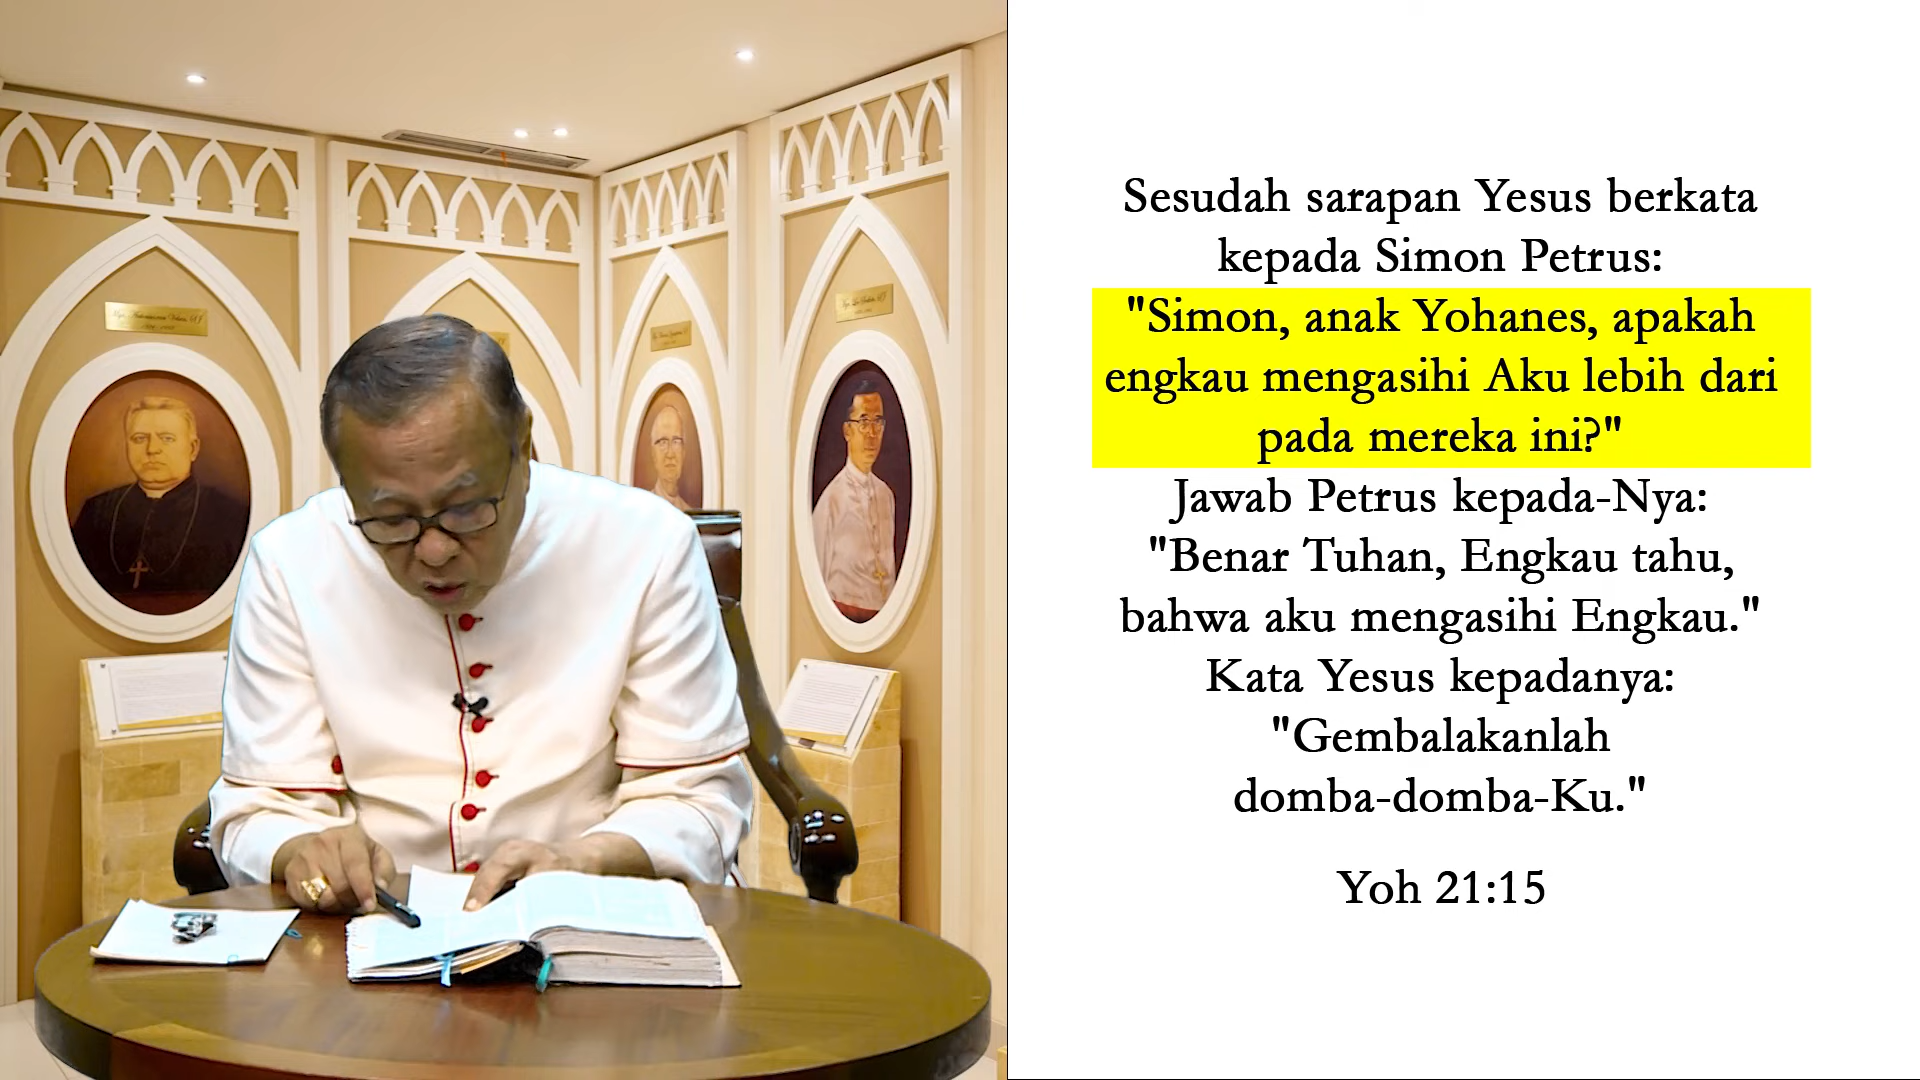 Sesudah sarapan Yesus berkata
kepada Simon Petrus:
"Simon, anak Yohanes, apakah
engkau mengasihi Aku lebih dari
pada mereka ini?"
Jawab Petrus kepada-Nya:
"Benar Tuhan, Engkau tahu,
bahwa aku mengasihi Engkau."
Kata Yesus kepadanya:
"Gembalakanlah
domba-domba-Ku."
Yoh 21:15